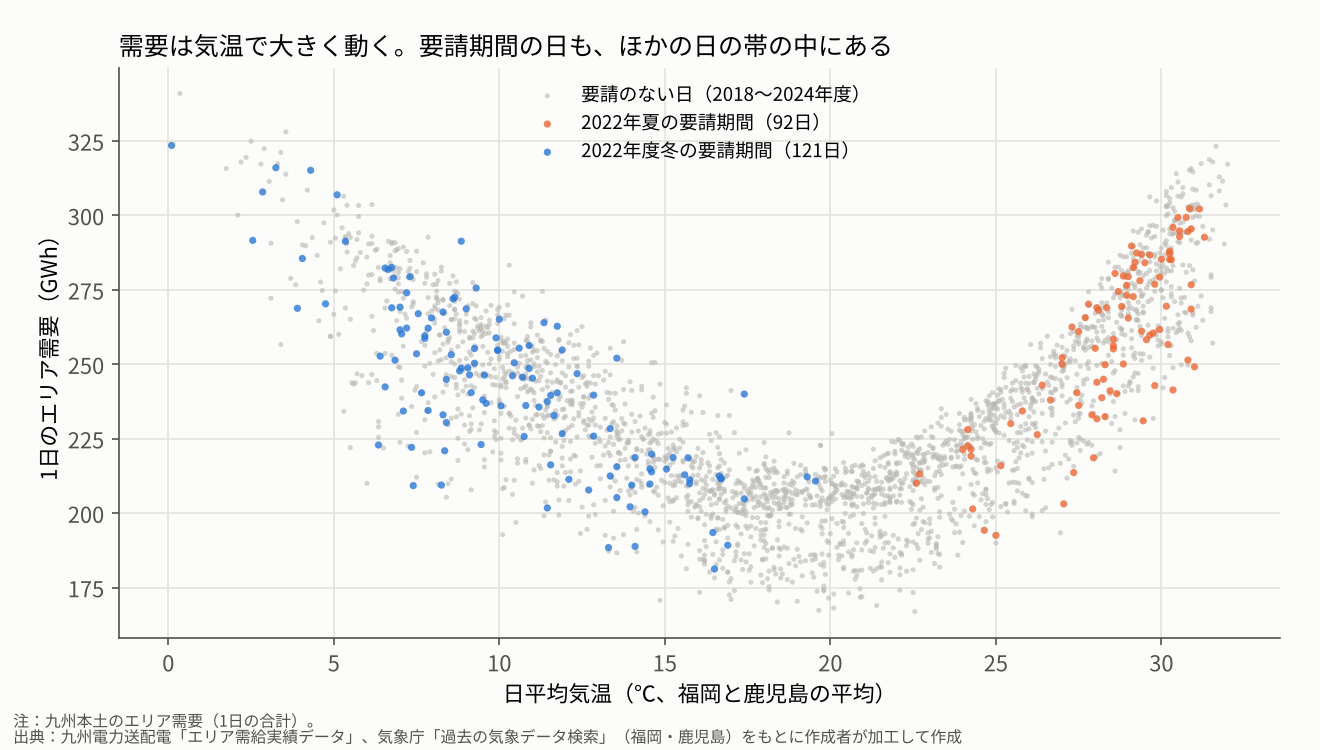 需要は気温で大きく動く。要請期間の日も、ほかの日の帯の中にある
要請のない日（2018〜2024年度）
2022年夏の要請期間（92日）
2022年度冬の要請期間（121日）
1日のエリア需要（GWh）
325
300
275
250
225
200
175
0 5 10 15 20 25 30
日平均気温（℃、福岡と鹿児島の平均）
注：九州本土のエリア需要（1日の合計）。
出典：九州電力送配電「エリア需給実績データ」、気象庁「過去の気象データ検索」（福岡・鹿児島）をもとに作成者が加工して作成